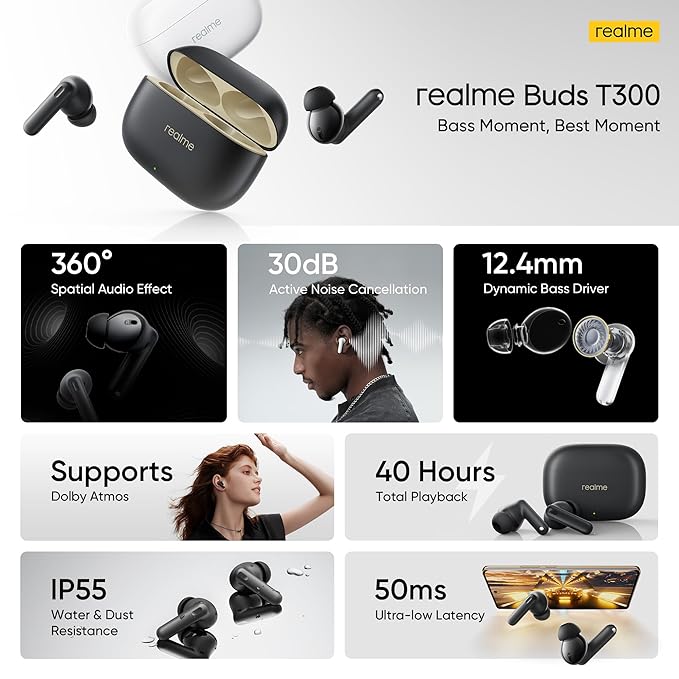 realme
realme
realme
realme Buds T300
Bass Moment, Best Moment
360°
Spatial Audio Effect
30dB
Active Noise Cancellation
12.4mm
Dynamic Bass Driver
Supports
Dolby Atmos
40 Hours
Total Playback
realme
IP55
Water & Dust
Resistance
50ms
Ultra-low Latency